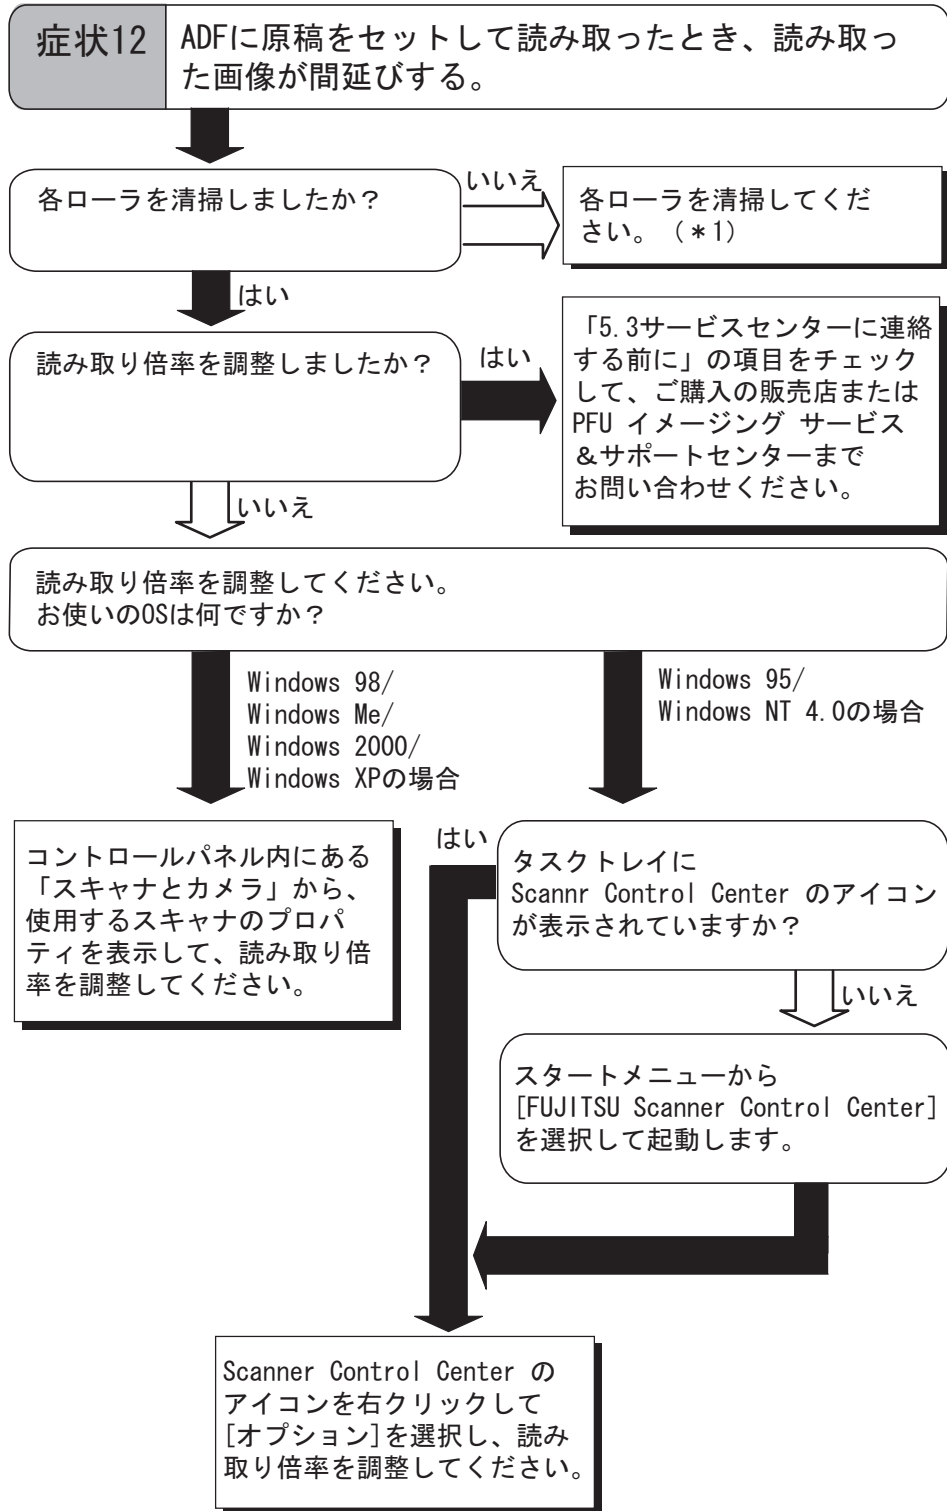 症状12
ADFに原稿をセットして読み取ったとき、読み取っ
た画像が間延びする。
各ローラを清掃しましたか？
いいえ
各ローラを清掃してくだ
さい。（＊1）
はい
読み取り倍率を調整しましたか？
はい
「5.3サービスセンターに連絡
する前に」の項目をチェック
して、ご購入の販売店または
PFU イメージング サービス
＆サポートセンターまで
お問い合わせください。
いいえ
読み取り倍率を調整してください。
お使いのOSは何ですか？
Windows 98/
Windows Me/
Windows 2000/
Windows XPの場合
Windows 95/
Windows NT 4.0の場合
コントロールパネル内にある
「スキャナとカメラ」から、
使用するスキャナのプロパ
ティを表示して、読み取り倍
率を調整してください。
はい
タスクトレイに
Scannr Control Center のアイコン
が表示されていますか？
いいえ
スタートメニューから
[FUJITSU Scanner Control Center]
を選択して起動します。
Scanner Control Center の
アイコンを右クリックして
[オプション]を選択し、読み
取り倍率を調整してください。